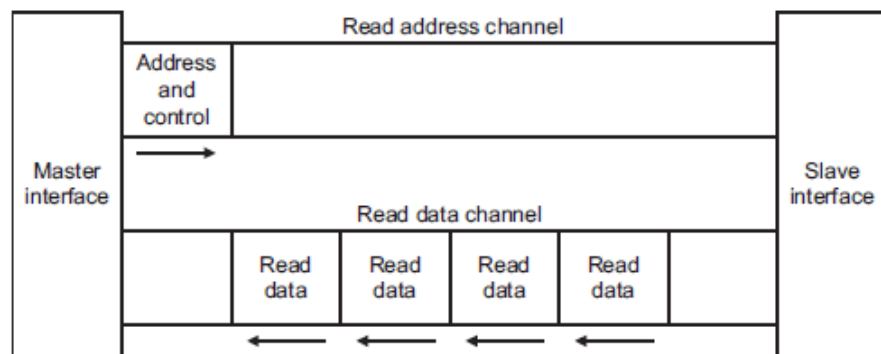 Read address channel
Address
and
control
Master
interface
Slave
interface
Read data channel
Read
data
Read
data
Read
data
Read
data